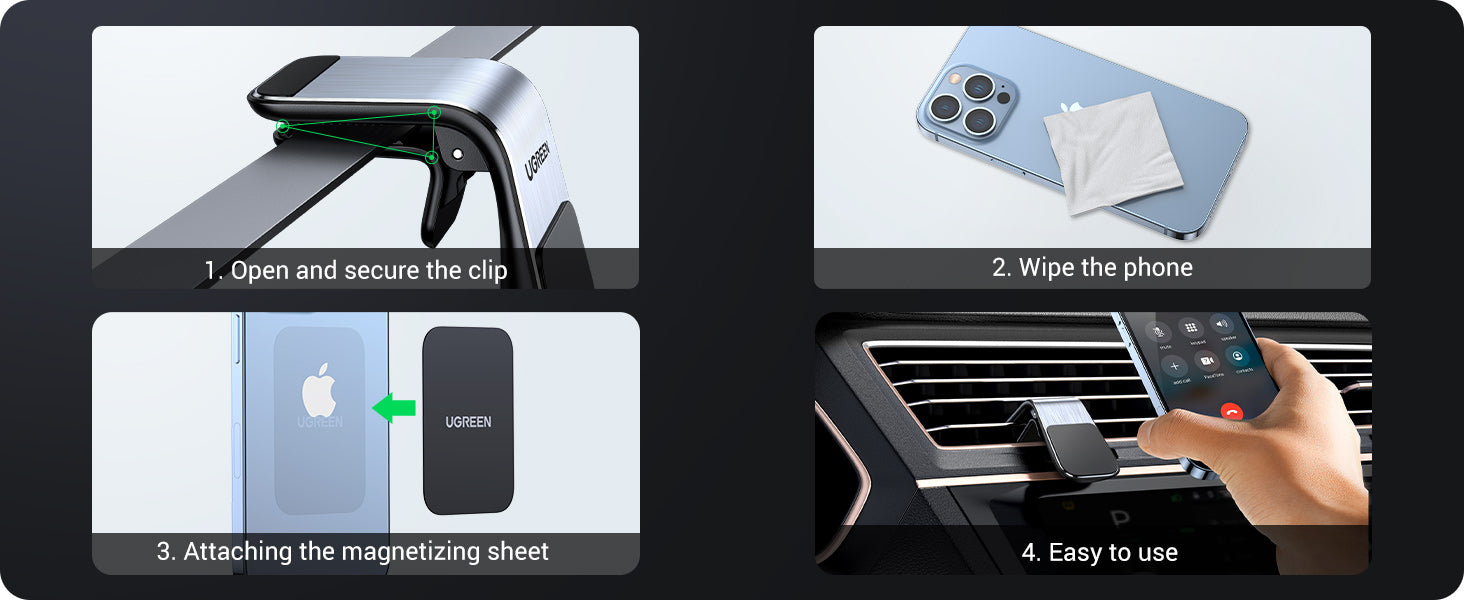 UGREEN
1. Open and secure the clip
2. Wipe the phone
UGREEN
UGREEN
3. Attaching the magnetizing sheet
mute keypad speaker
add call FaceTime contacts
P
4. Easy to use